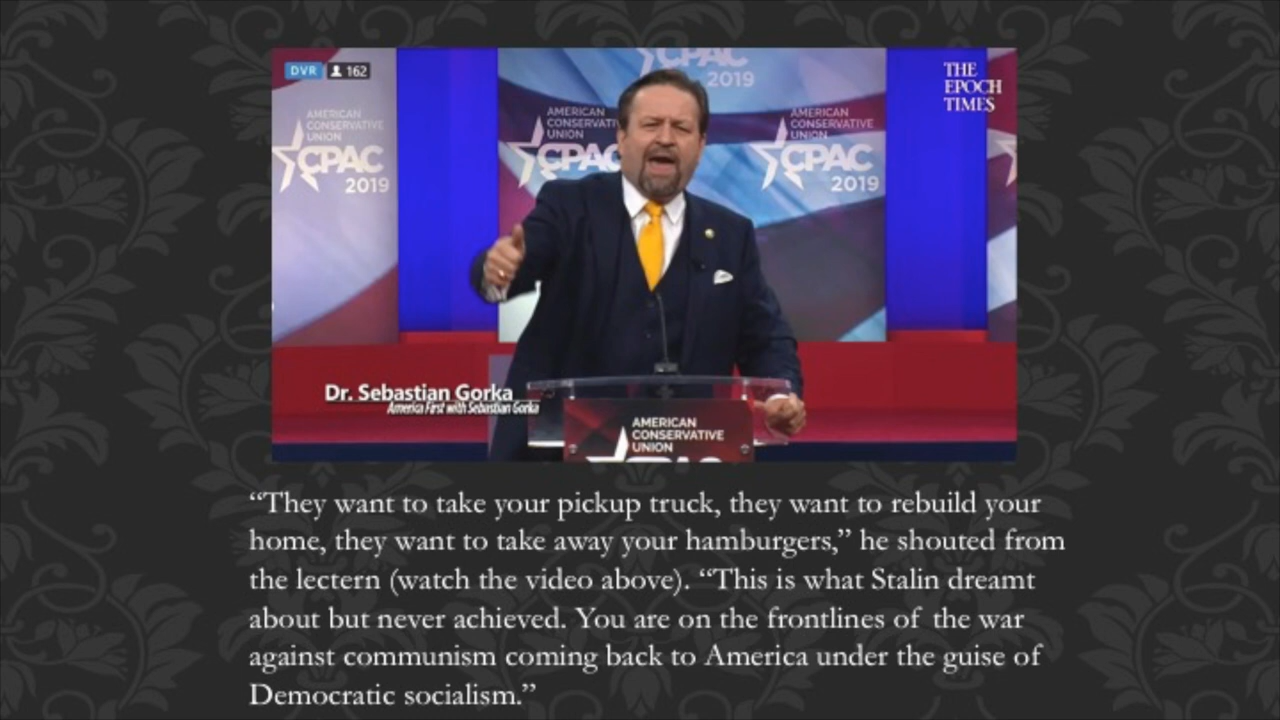 CPAC
2019
DVR 162
THE
EPOCH
TIMES
AMERICAN
CONSERVATIVE
UNION
CPAC
2019
AMERICAN
CONSERVATI
UNION
CPAC
AMERICAN
CONSERVATIVE
UNION
CPAC
2019
Dr. Sebastian Gorka
America First with Sebastian Gorka
AMERICAN
CONSERVATIVE
UNION
CPAC
“They want to take your pickup truck, they want to rebuild your
home, they want to take away your hamburgers,” he shouted from
the lectern (watch the video above). “This is what Stalin dreamt
about but never achieved. You are on the frontlines of the war
against communism coming back to America under the guise of
Democratic socialism.”